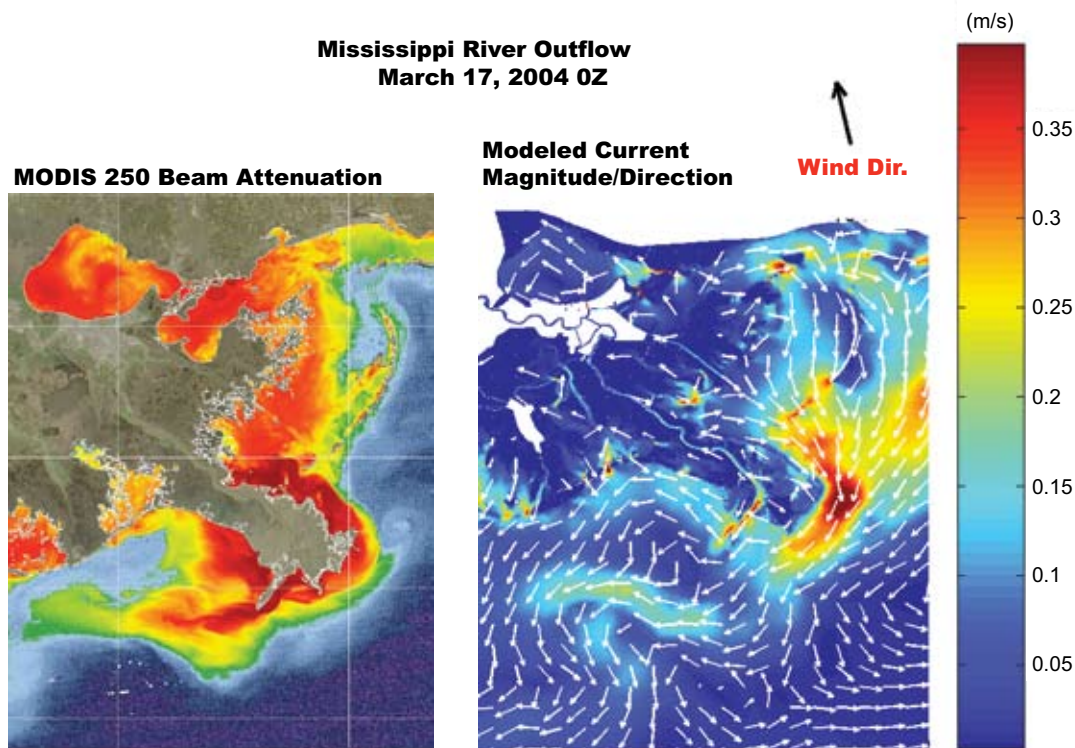 Mississippi River Outflow
March 17, 2004 0Z
(m/s)
MODIS 250 Beam Attenuation
Modeled Current
Magnitude/Direction
Wind Dir.
0.35
0.3
0.25
0.2
0.15
0.1
0.05